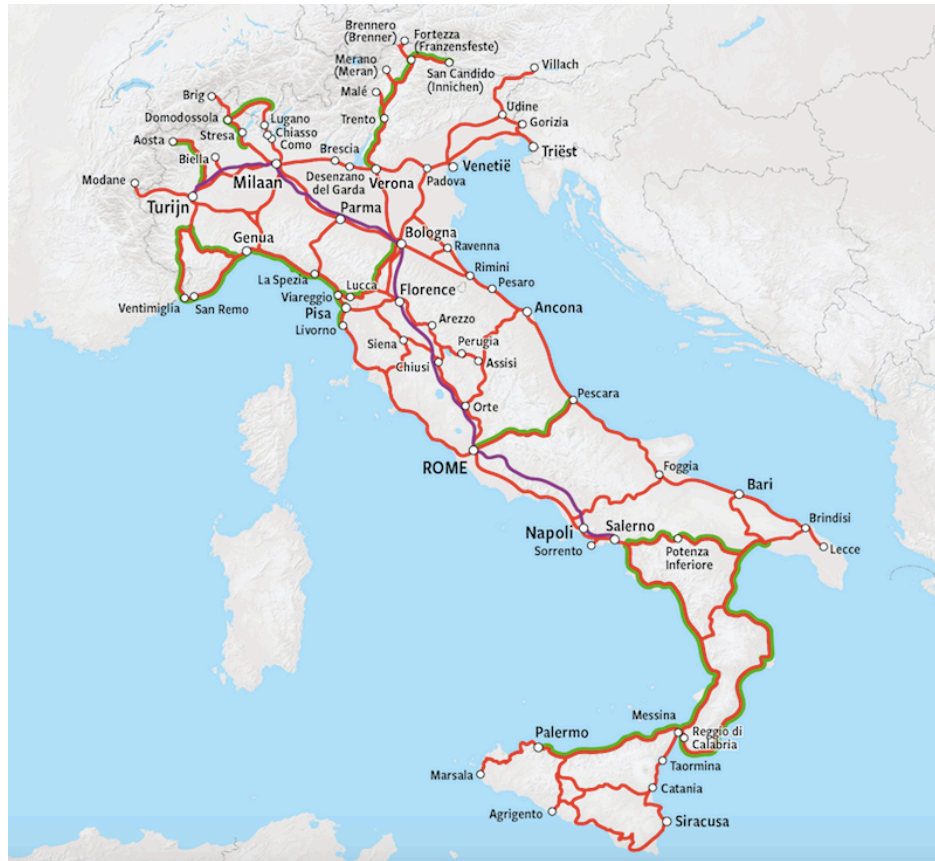 Brennero
(Brenner)
Fortezza
(Franzensfeste)
Merano
(Meran)
San Candido
(Innichen)
Villach
Malé
Brig
Domodossola
Lugano
Chiasso
Como
Stresa
Trento
Udine
Gorizia
Aosta
Biella
Brescia
Triëst
Modane
Milaan
Desenzano
del Garda
Verona
Padova
Venetië
Turijn
Parma
Genua
Bologna
Ravenna
La Spezia
Lucca
Rimini
Viareggio
Florence
Pesaro
Ventimiglia
San Remo
Pisa
Ancona
Livorno
Arezzo
Siena
Perugia
Chiusi
Assisi
Orte
Pescara
ROME
Foggia
Bari
Napoli
Salerno
Brindisi
Sorrento
Potenza
Inferiore
Lecce
Messina
Palermo
Reggio di
Calabria
Taormina
Marsala
Catania
Agrigento
Siracusa